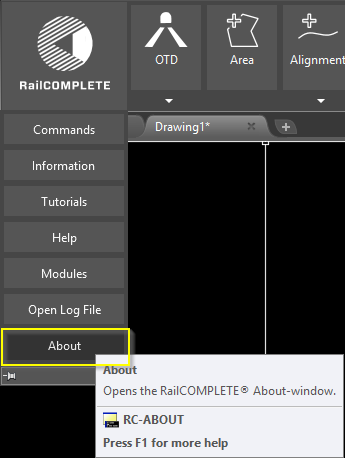 RailCOMPLETE
OTD
Area
Alignment
Commands
Drawing1*
Information
Tutorials
Help
Modules
Open Log File
About
About
Opens the RailCOMPLETE® About-window.
RC-ABOUT
Press F1 for more help